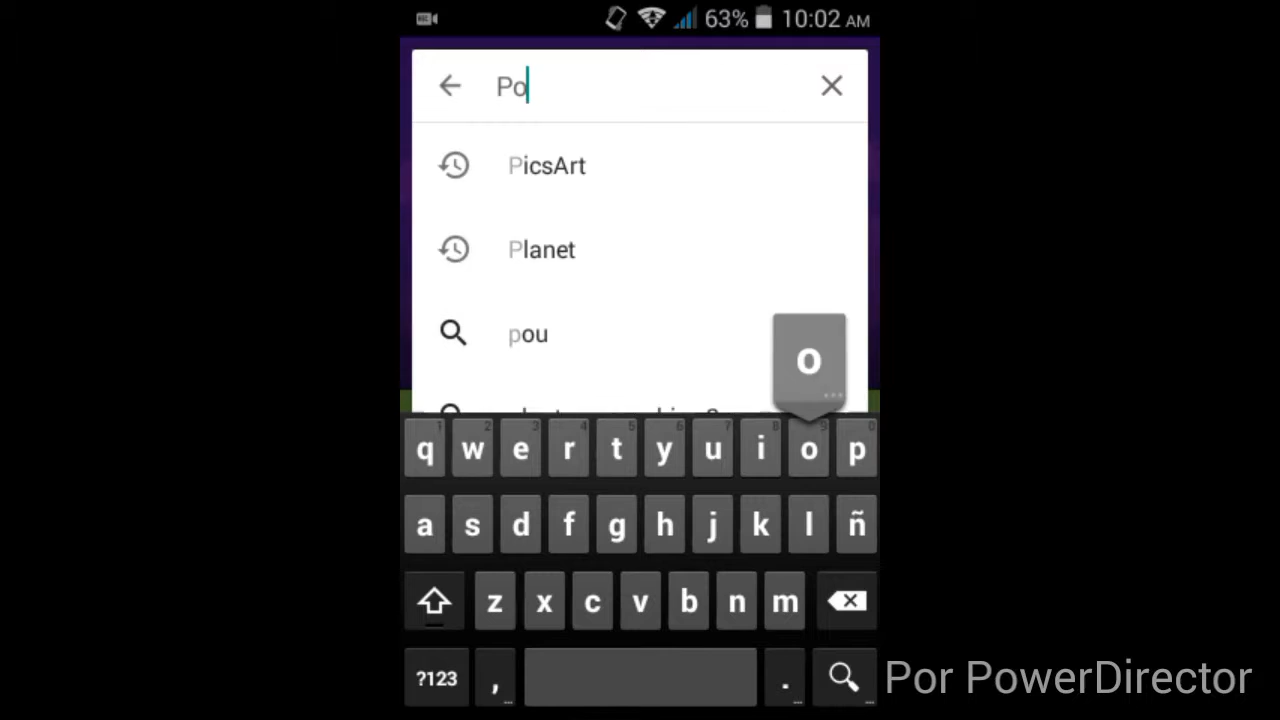 63% 10:02 AM
Po
PicsArt
Planet
pou
o
q w e r t y u i o p
a s d f g h j k l ñ
z x c v b n m
?123 , .
Por PowerDirector